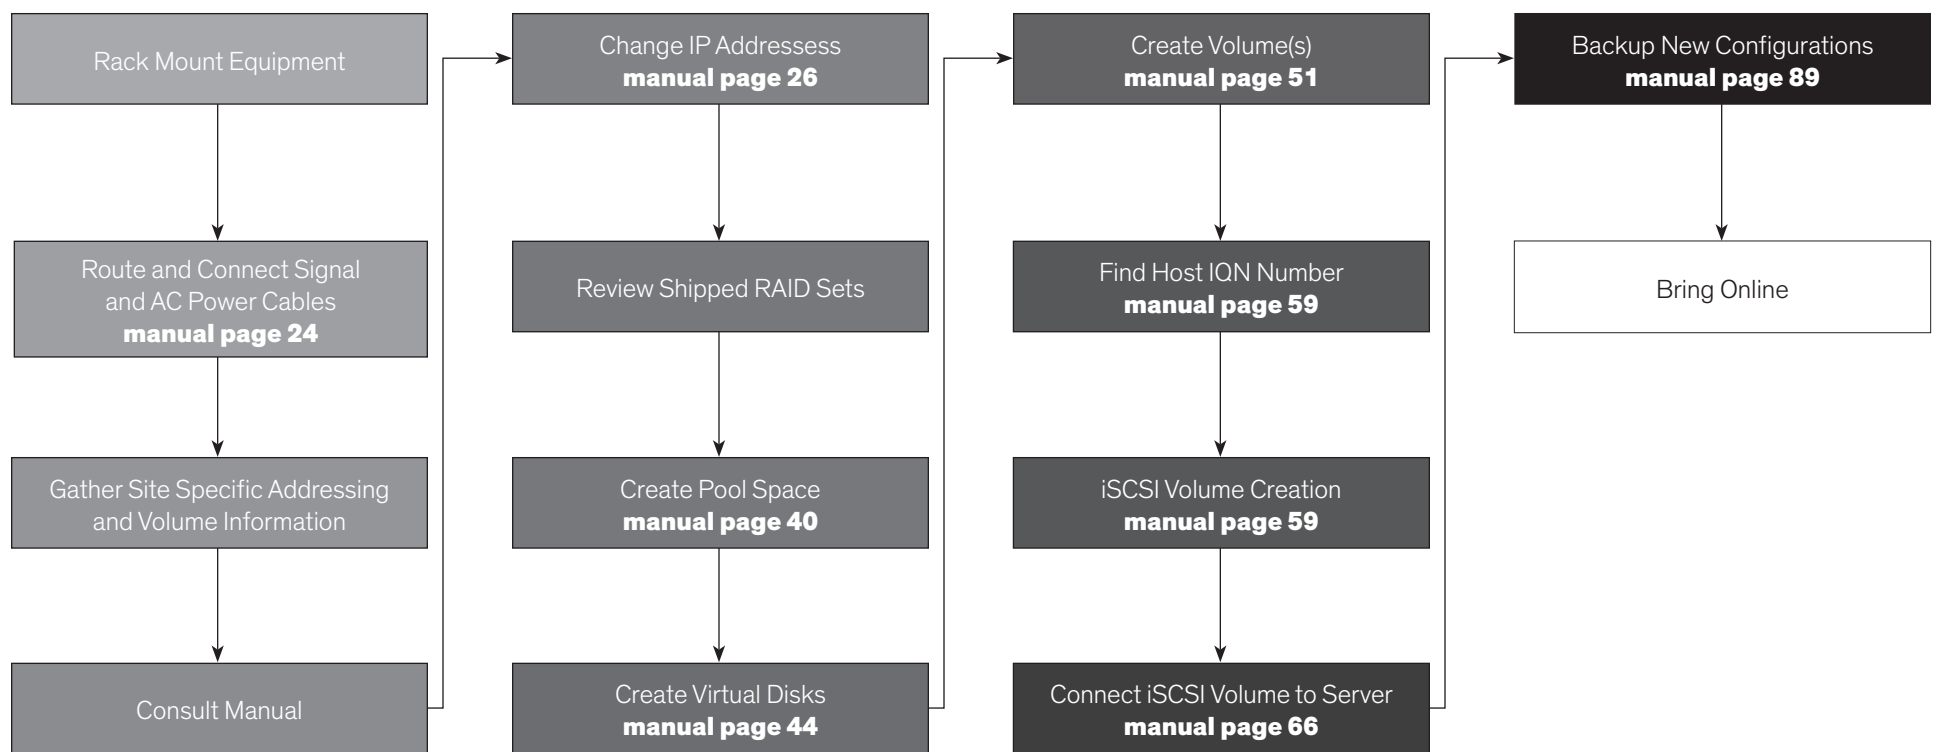 Rack Mount Equipment
Route and Connect Signal
and AC Power Cables
manual page 24
Gather Site Specific Addressing
and Volume Information
Consult Manual
Change IP Addressess
manual page 26
Review Shipped RAID Sets
Create Pool Space
manual page 40
Create Virtual Disks
manual page 44
Create Volume(s)
manual page 51
Find Host IQN Number
manual page 59
iSCSI Volume Creation
manual page 59
Connect iSCSI Volume to Server
manual page 66
Backup New Configurations
manual page 89
Bring Online